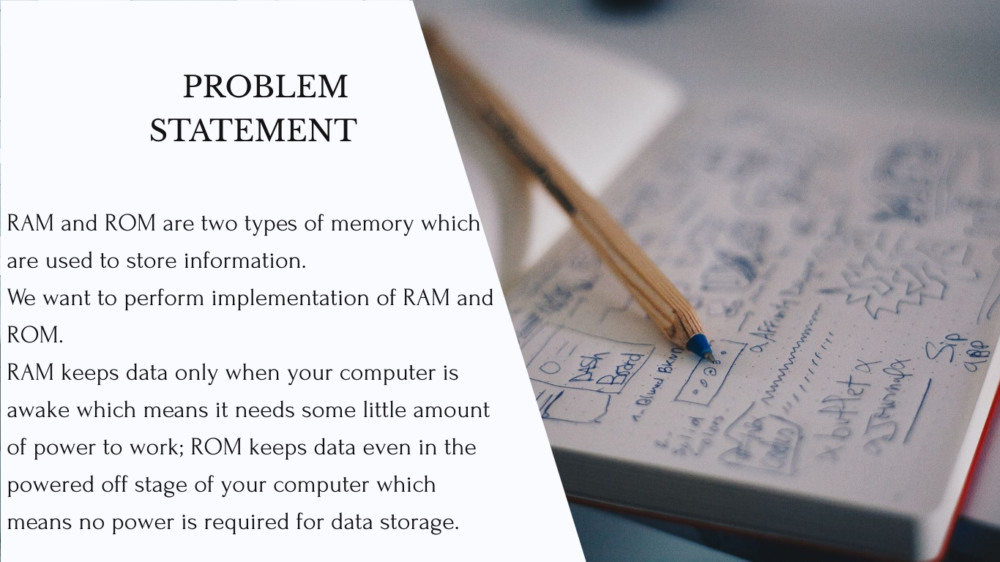 PROBLEM
STATEMENT
RAM and ROM are two types of memory which
are used to store information.
We want to perform implementation of RAM and
ROM.
RAM keeps data only when your computer is
awake which means it needs some little amount
of power to work; ROM keeps data even in the
powered off stage of your computer which
means no power is required for data storage.
Dash
Board
Sip
app